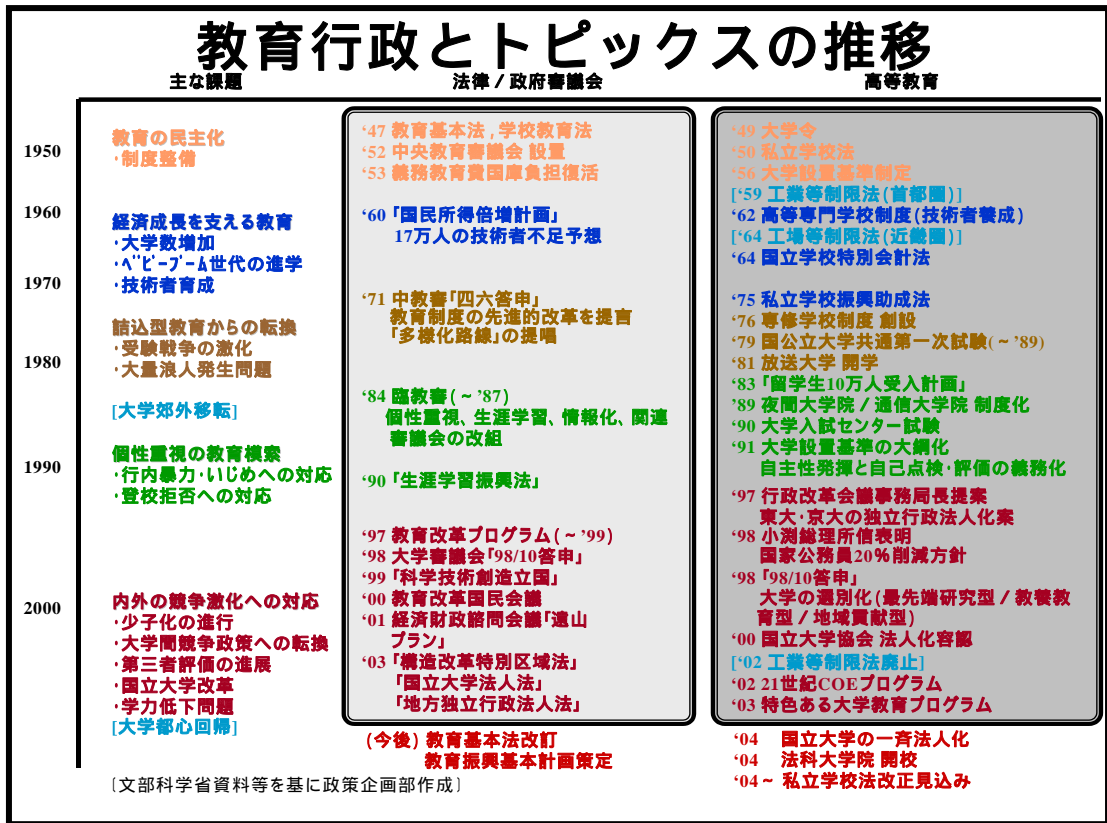 教育行政とトピックスの推移
主な課題
法律/政府審議会
高等教育
1950
1960
1970
1980
1990
2000
教育の民主化
・制度整備
経済成長を支える教育
・大学数増加
・ベビーブーム世代の進学
・技術者育成
詰込型教育からの転換
・受験戦争の激化
・大量浪人発生問題
[大学郊外移転]
個性重視の教育模索
・行内暴力・いじめへの対応
・登校拒否への対応
内外の競争激化への対応
・少子化の進行
・大学間競争政策への転換
・第三者評価の進展
・国立大学改革
・学力低下問題
[大学都心回帰]
‘47 教育基本法,学校教育法
‘52 中央教育審議会 設置
‘53 義務教育費国庫負担復活
‘60「国民所得倍増計画」
17万人の技術者不足予想
‘71 中教審「四六答申」
教育制度の先進的改革を提言
「多様化路線」の提唱
‘84 臨教審(~’87)
個性重視、生涯学習、情報化、関連
審議会の改組
‘90「生涯学習振興法」
‘97 教育改革プログラム(~’99)
‘98 大学審議会「98/10答申」
‘99「科学技術創造立国」
‘00 教育改革国民会議
‘01 経済財政諮問会議「遠山
プラン」
‘03「構造改革特別区域法」
「国立大学法人法」
「地方独立行政法人法」
(今後) 教育基本法改訂
教育振興基本計画策定
‘49 大学令
‘50 私立学校法
‘56 大学設置基準制定
[‘59 工業等制限法(首都圏)]
‘62 高等専門学校制度(技術者養成)
[‘64 工場等制限法(近畿圏)]
‘64 国立学校特別会計法
‘75 私立学校振興助成法
‘76 専修学校制度 創設
‘79 国公立大学共通第一次試験(~’89)
‘81 放送大学 開学
‘83「留学生10万人受入計画」
’89 夜間大学院/通信大学院 制度化
‘90 大学入試センター試験
‘91 大学設置基準の大綱化
自主性発揮と自己点検・評価の義務化
‘97 行政改革会議事務局長提案
東大・京大の独立行政法人化案
‘98 小渕総理所信表明
国家公務員20%削減方針
‘98「98/10答申」
大学の選別化(最先端研究型/教養教
育型/地域貢献型)
‘00 国立大学協会 法人化容認
[‘02 工業等制限法廃止]
‘02 21世紀COEプログラム
‘03 特色ある大学教育プログラム
‘04 国立大学の一斉法人化
‘04 法科大学院 開校
‘04~ 私立学校法改正見込み
[文部科学省資料等を基に政策企画部作成]